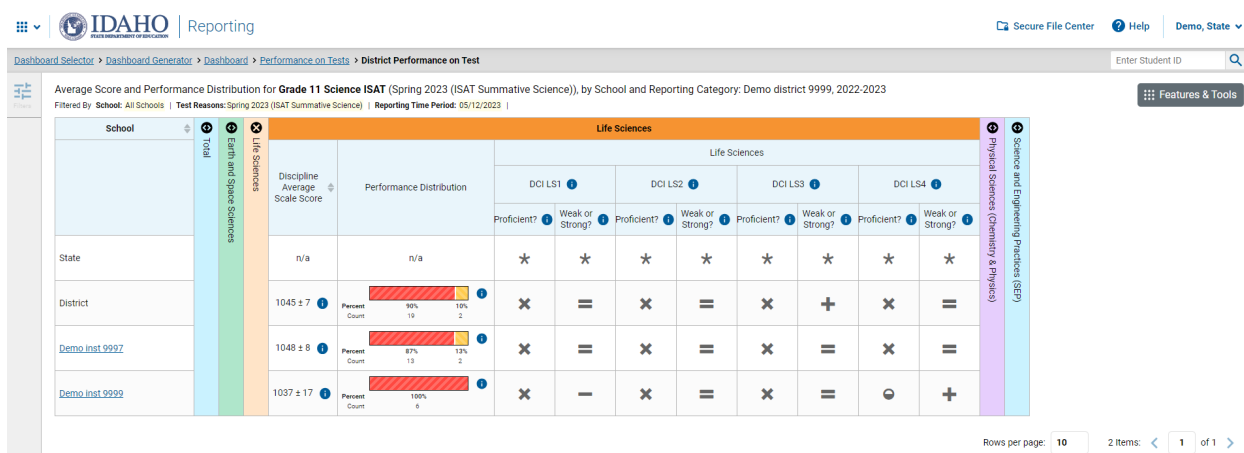 IDAHO Reporting Secure File Center Help Demo, State
STATE DEPARTMENT OF EDUCATION
Dashboard Selector > Dashboard Generator > Dashboard > Performance on Tests > District Performance on Test Enter Student ID
Average Score and Performance Distribution for Grade 11 Science ISAT (Spring 2023 (ISAT Summative Science)), by School and Reporting Category: Demo district 9999, 2022-2023
Filtered By School: All Schools | Test Reasons: Spring 2023 (ISAT Summative Science) | Reporting Time Period: 05/12/2023 |
Features & Tools
School
Total
Earth and Space Sciences
Life Sciences
Life Sciences
Physical Sciences (Chemistry & Physics)
Science and Engineering Practices (SEP)
Life Sciences
Discipline
Average
Scale Score
Performance Distribution
DCI LS1 DCI LS2 DCI LS3 DCI LS4
Proficient? Weak or Strong? Proficient? Weak or Strong? Proficient? Weak or Strong? Proficient? Weak or Strong?
State n/a n/a * * * * * * * *
District 1045 ± 7
Percent 90% 10%
Count 19 2
Demo inst 9997 1048 ± 8
Percent 87% 13%
Count 13 2
Demo inst 9999 1037 ± 17
Percent 100%
Count 6
Rows per page: 10 2 Items: 1 of 1